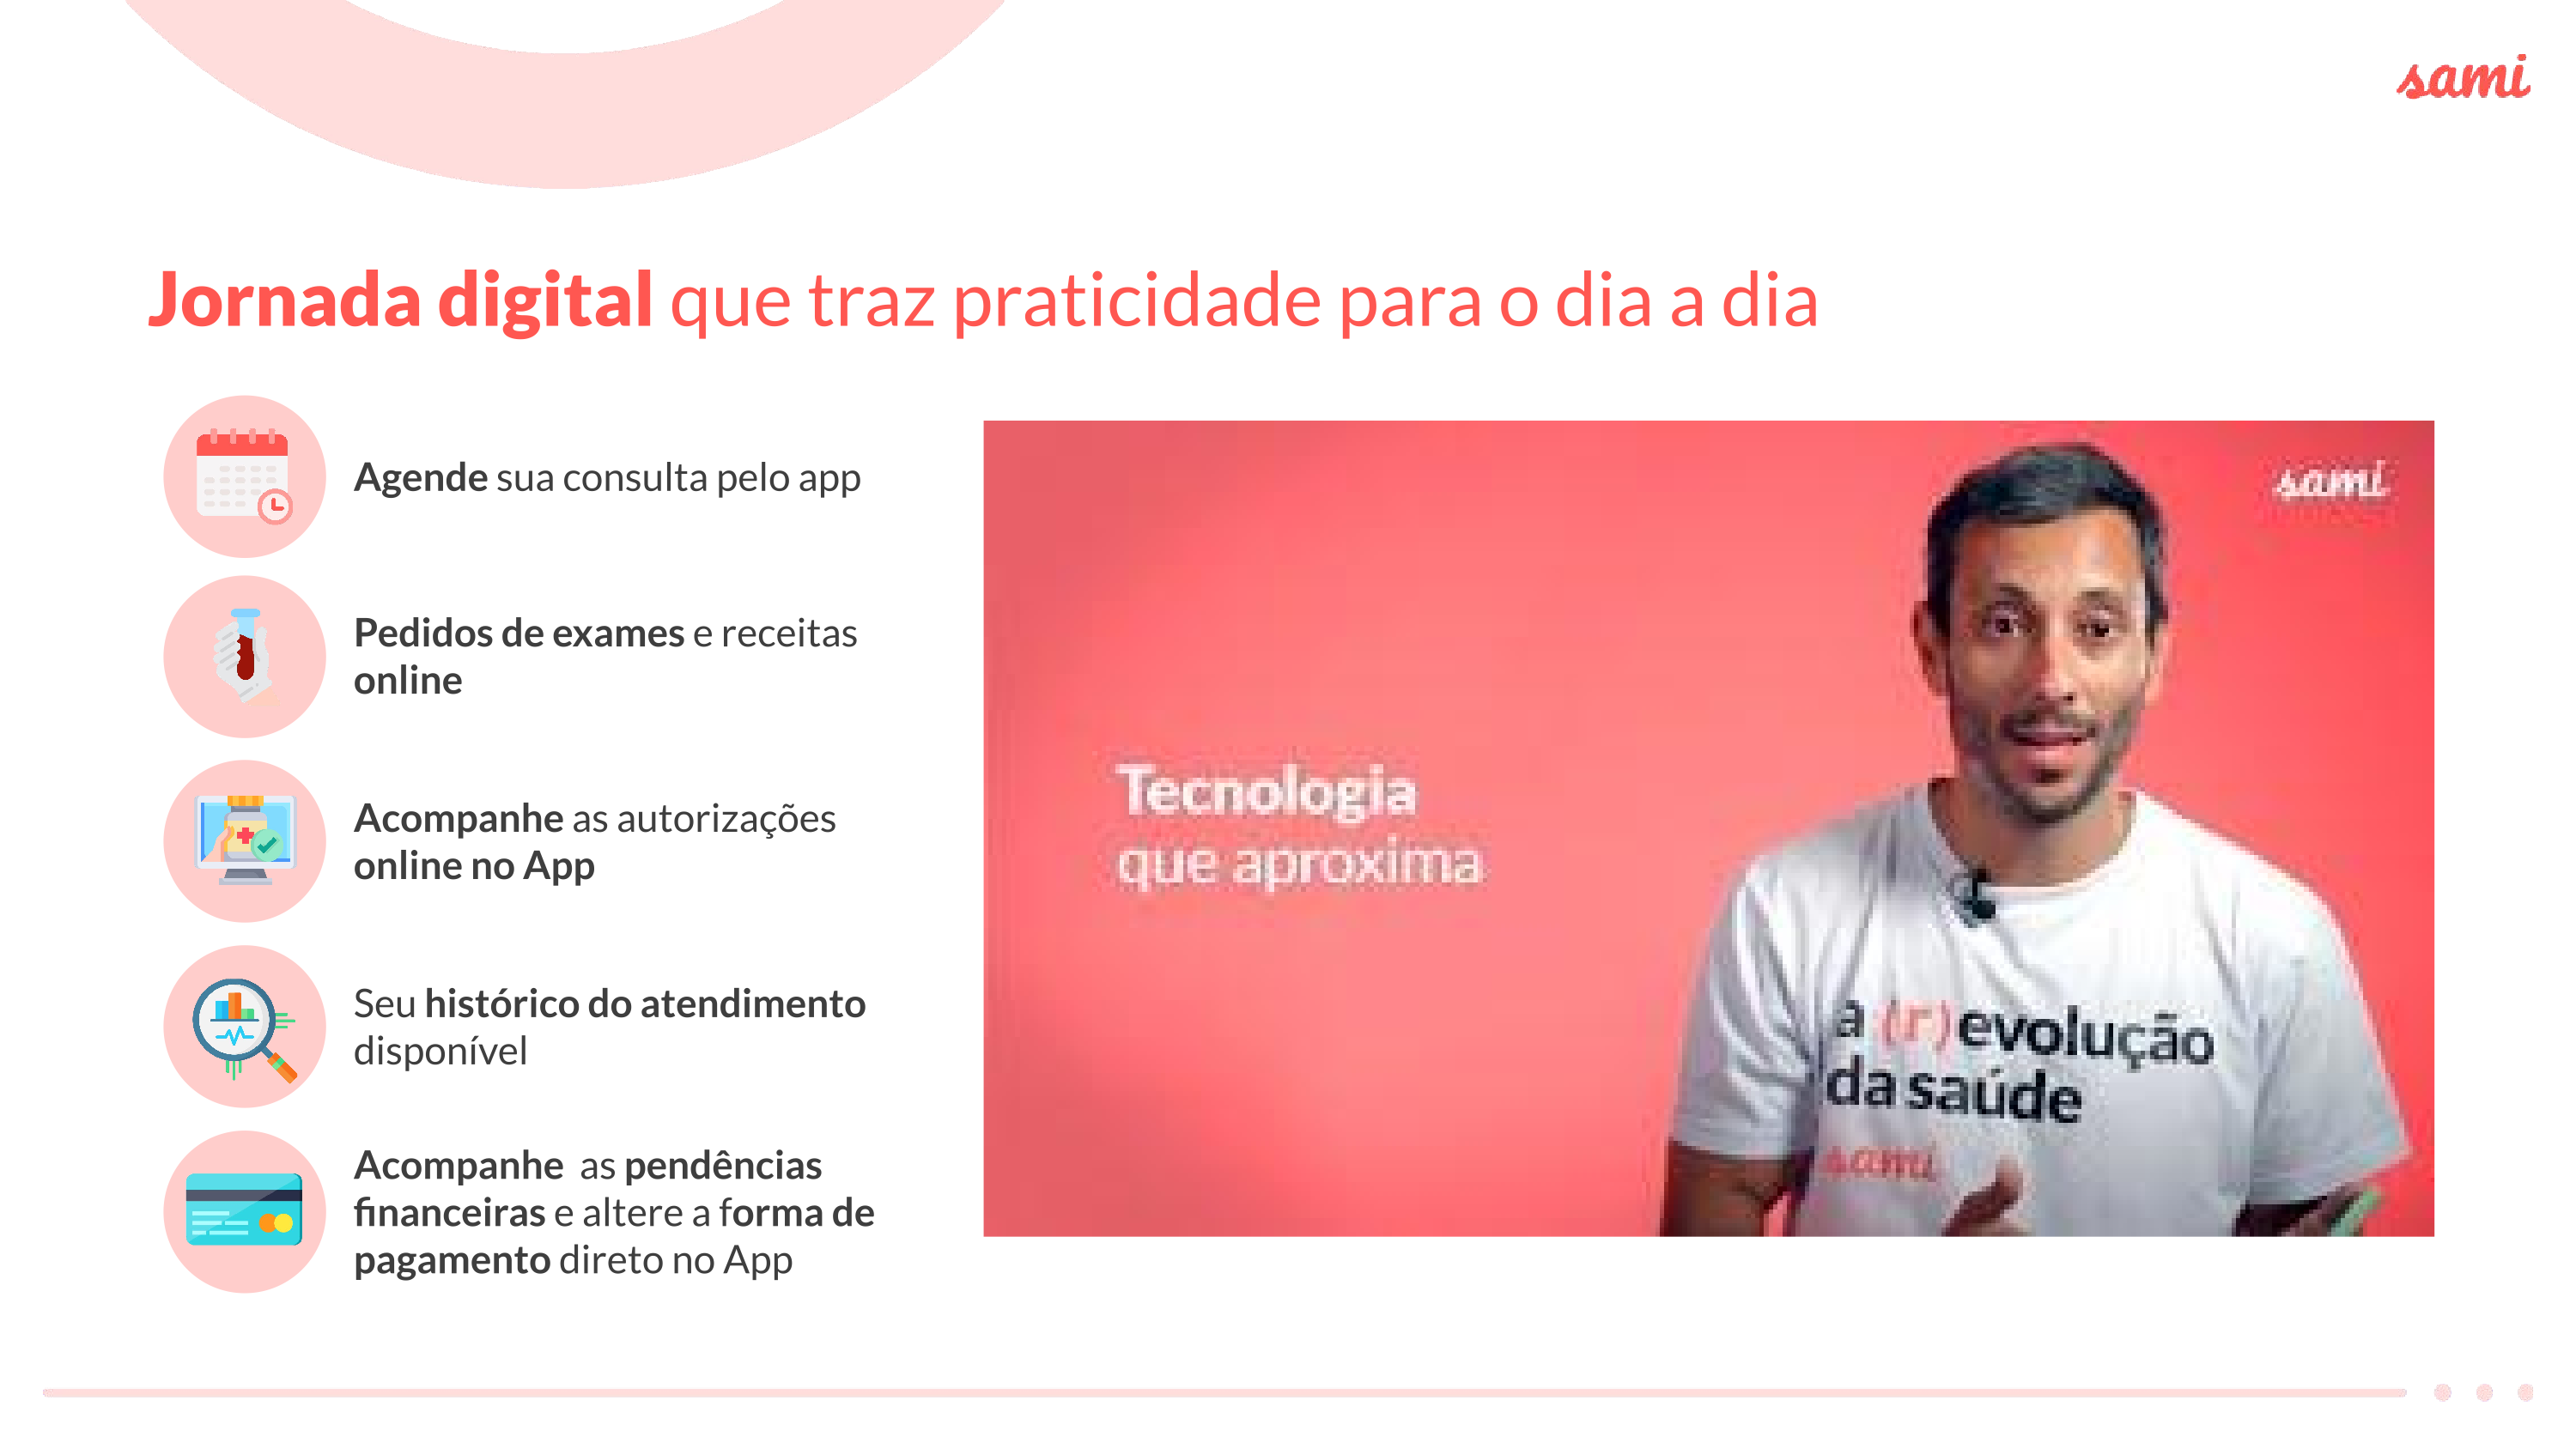 sami
Jornada digital que traz praticidade para o dia a dia
Agende sua consulta pelo app
Pedidos de exames e receitas
online
Acompanhe as autorizações
online no App
Seu histórico do atendimento
disponível
Acompanhe as pendências
financeiras e altere a forma de
pagamento direto no App
sami
Tecnologia
que aproxima
a (r)evolução
da saúde
sami